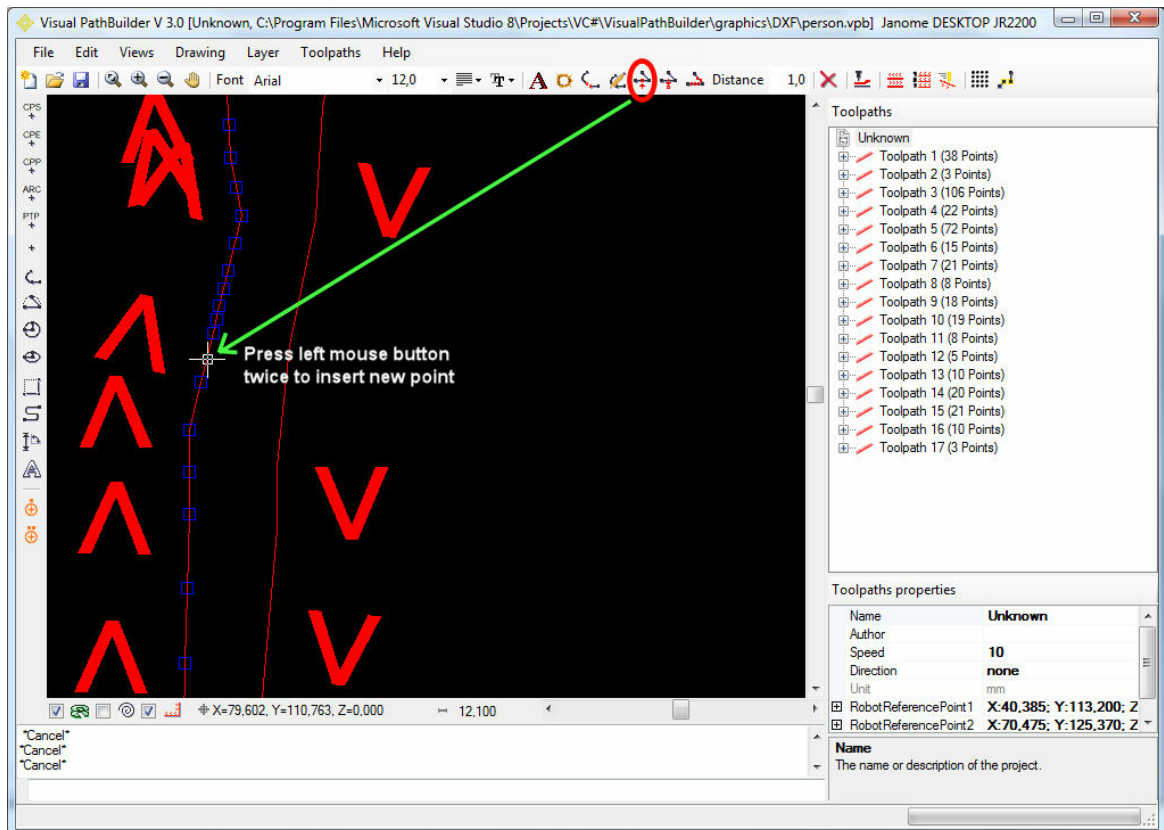 Visual PathBuilder V 3.0 [Unknown, C:\Program Files\Microsoft Visual Studio 8\Projects\VC#\VisualPathBuilder\graphics\DXF\person.vpb] Janome DESKTOP JR2200
File Edit Views Drawing Layer Toolpaths Help
Font Arial 12,0 A Distance 1,0
CPS
CPE
CPP
ARC
PTP
Press left mouse button
twice to insert new point
X=79,602, Y=110,763, Z=0,000 12,100
*Cancel*
*Cancel*
*Cancel*
Toolpaths
Unknown
Toolpath 1 (38 Points)
Toolpath 2 (3 Points)
Toolpath 3 (106 Points)
Toolpath 4 (22 Points)
Toolpath 5 (72 Points)
Toolpath 6 (15 Points)
Toolpath 7 (21 Points)
Toolpath 8 (8 Points)
Toolpath 9 (18 Points)
Toolpath 10 (19 Points)
Toolpath 11 (8 Points)
Toolpath 12 (5 Points)
Toolpath 13 (10 Points)
Toolpath 14 (20 Points)
Toolpath 15 (21 Points)
Toolpath 16 (10 Points)
Toolpath 17 (3 Points)
Toolpaths properties
Name Unknown
Author
Speed 10
Direction none
Unit mm
RobotReferencePoint1 X:40,385; Y:113,200; Z
RobotReferencePoint2 X:70,475; Y:125,370; Z
Name
The name or description of the project.